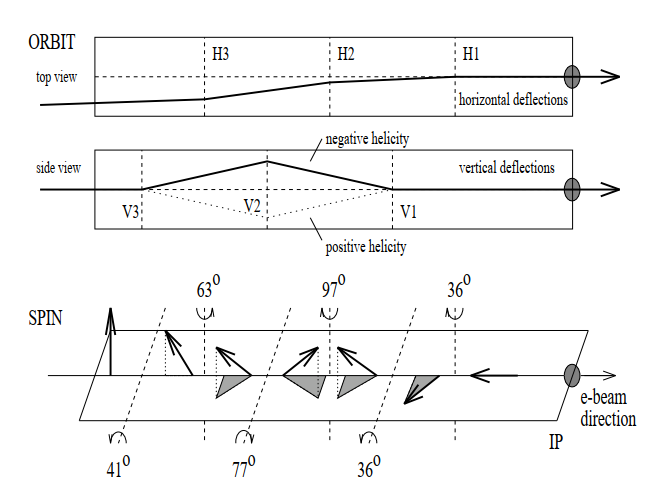 ORBIT
H3
H2
H1
top view
horizontal deflections
negative helicity
side view
vertical deflections
V3
V2
V1
positive helicity
63⁰
97⁰
36⁰
SPIN
e-beam
direction
IP
41⁰
77⁰
36⁰